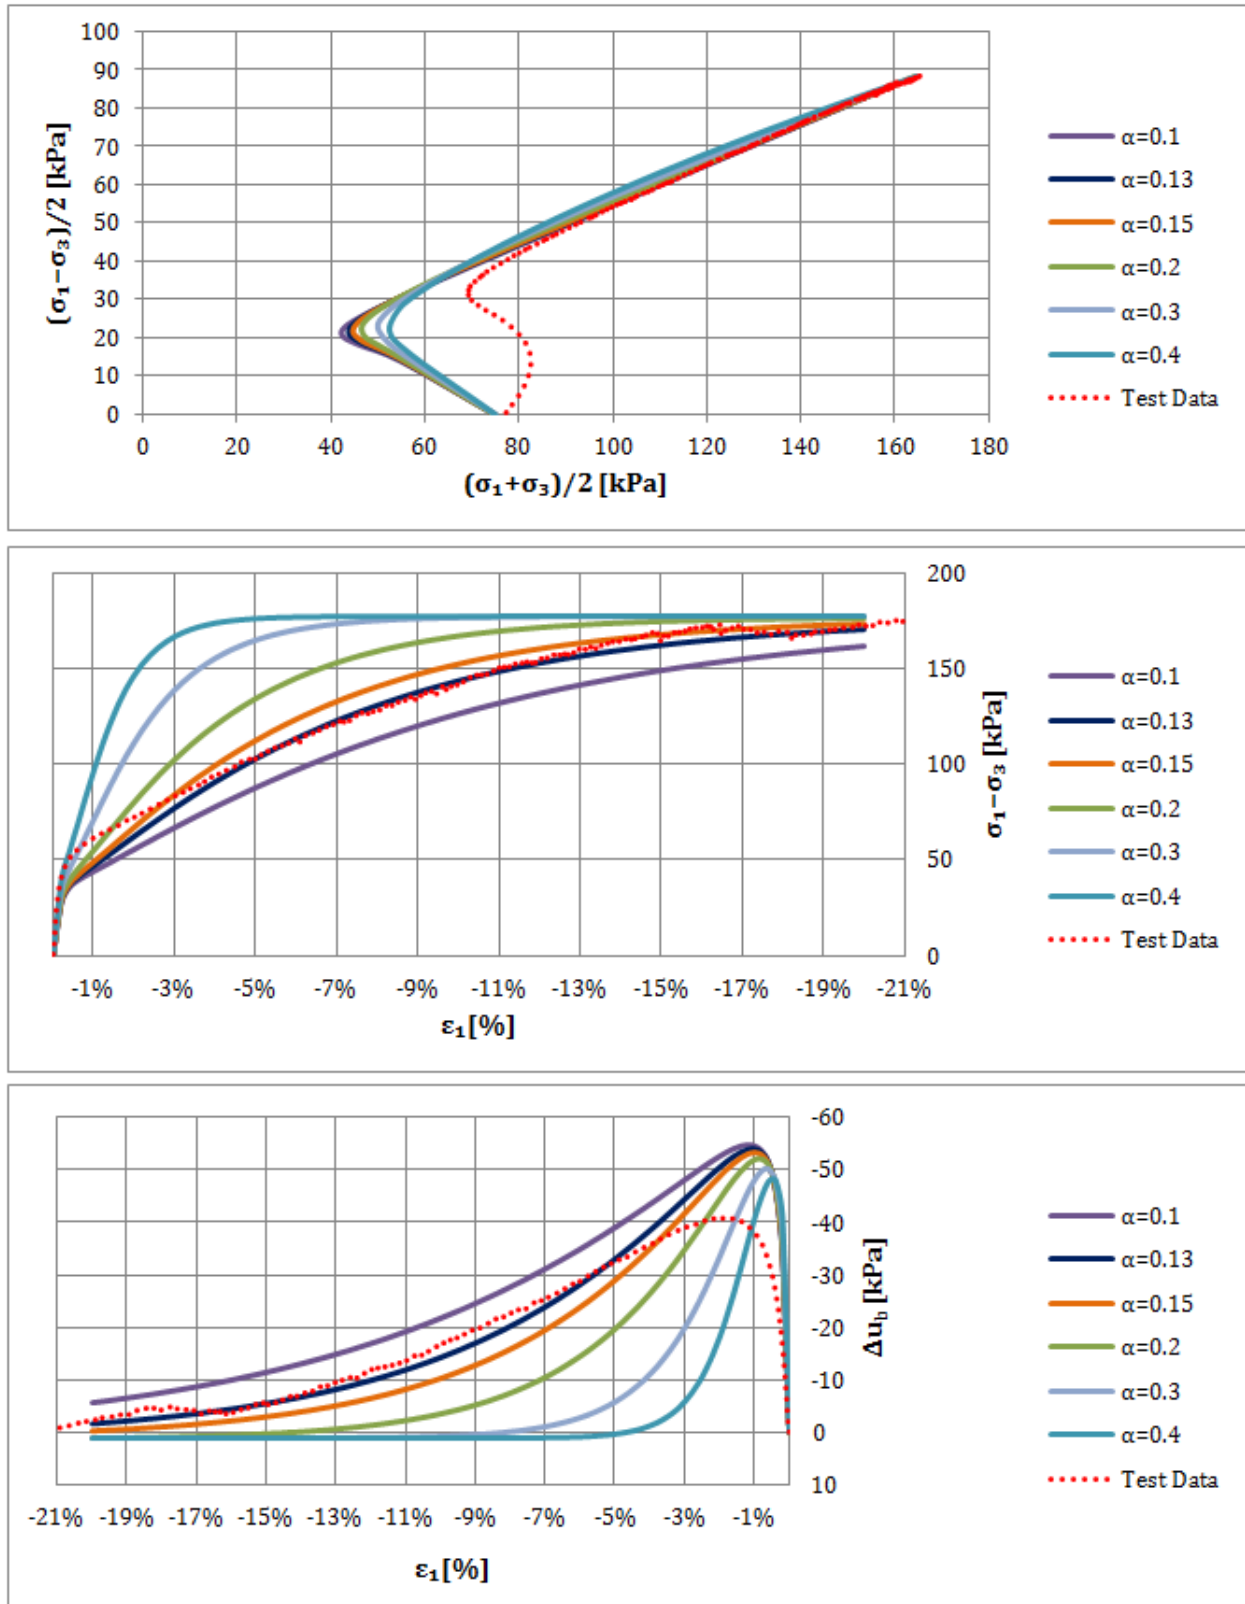 100
90
80
70
60
50
40
30
20
10
0
(σ₁−σ₃)/2 [kPa]
0 20 40 60 80 100 120 140 160 180
(σ₁+σ₃)/2 [kPa]
α=0.1
α=0.13
α=0.15
α=0.2
α=0.3
α=0.4
Test Data
200
150
100
50
0
σ₁−σ₃ [kPa]
-1% -3% -5% -7% -9% -11% -13% -15% -17% -19% -21%
ε₁[%]
α=0.1
α=0.13
α=0.15
α=0.2
α=0.3
α=0.4
Test Data
-60
-50
-40
-30
-20
-10
0
10
Δu_b [kPa]
-21% -19% -17% -15% -13% -11% -9% -7% -5% -3% -1%
ε₁[%]
α=0.1
α=0.13
α=0.15
α=0.2
α=0.3
α=0.4
Test Data